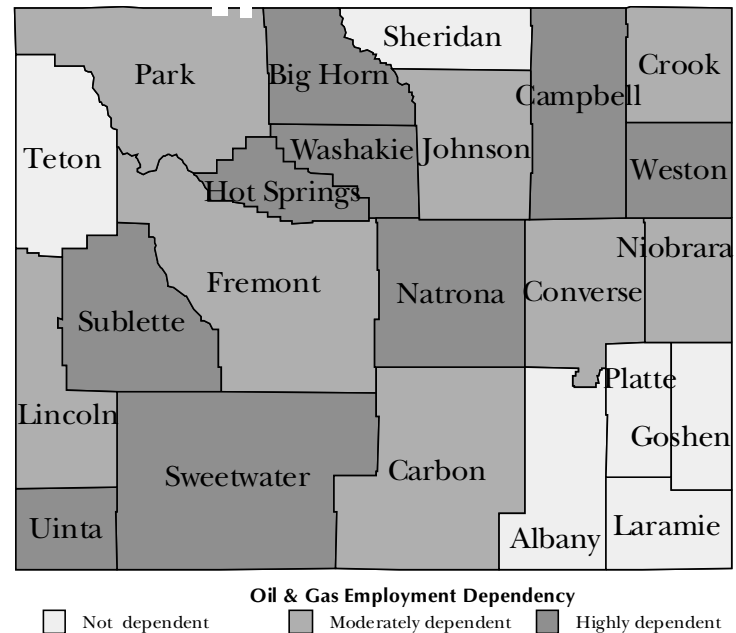 Sheridan
Park
Big Horn
Crook
Campbell
Teton
Washakie
Johnson
Weston
Hot Springs
Niobrara
Fremont
Natrona
Converse
Sublette
Platte
Lincoln
Goshen
Sweetwater
Carbon
Uinta
Albany
Laramie
Oil & Gas Employment Dependency
Not dependent
Moderately dependent
Highly dependent